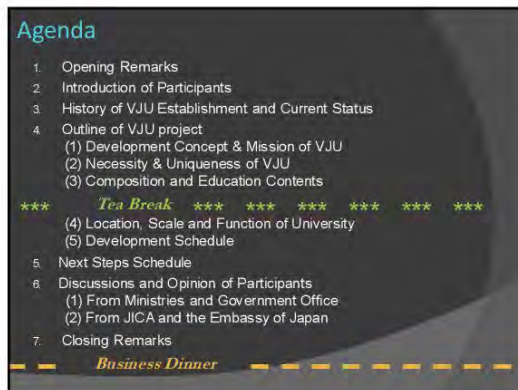 Agenda
1. Opening Remarks
2. Introduction of Participants
3. History of VJU Establishment and Current Status
4. Outline of VJU project
(1) Development Concept & Mission of VJU
(2) Necessity & Uniqueness of VJU
(3) Composition and Education Contents
*** Tea Break *** *** *** *** *** ***
(4) Location, Scale and Function of University
(5) Development Schedule
5. Next Steps Schedule
6. Discussions and Opinion of Participants
(1) From Ministries and Government Office
(2) From JICA and the Embassy of Japan
7. Closing Remarks
Business Dinner